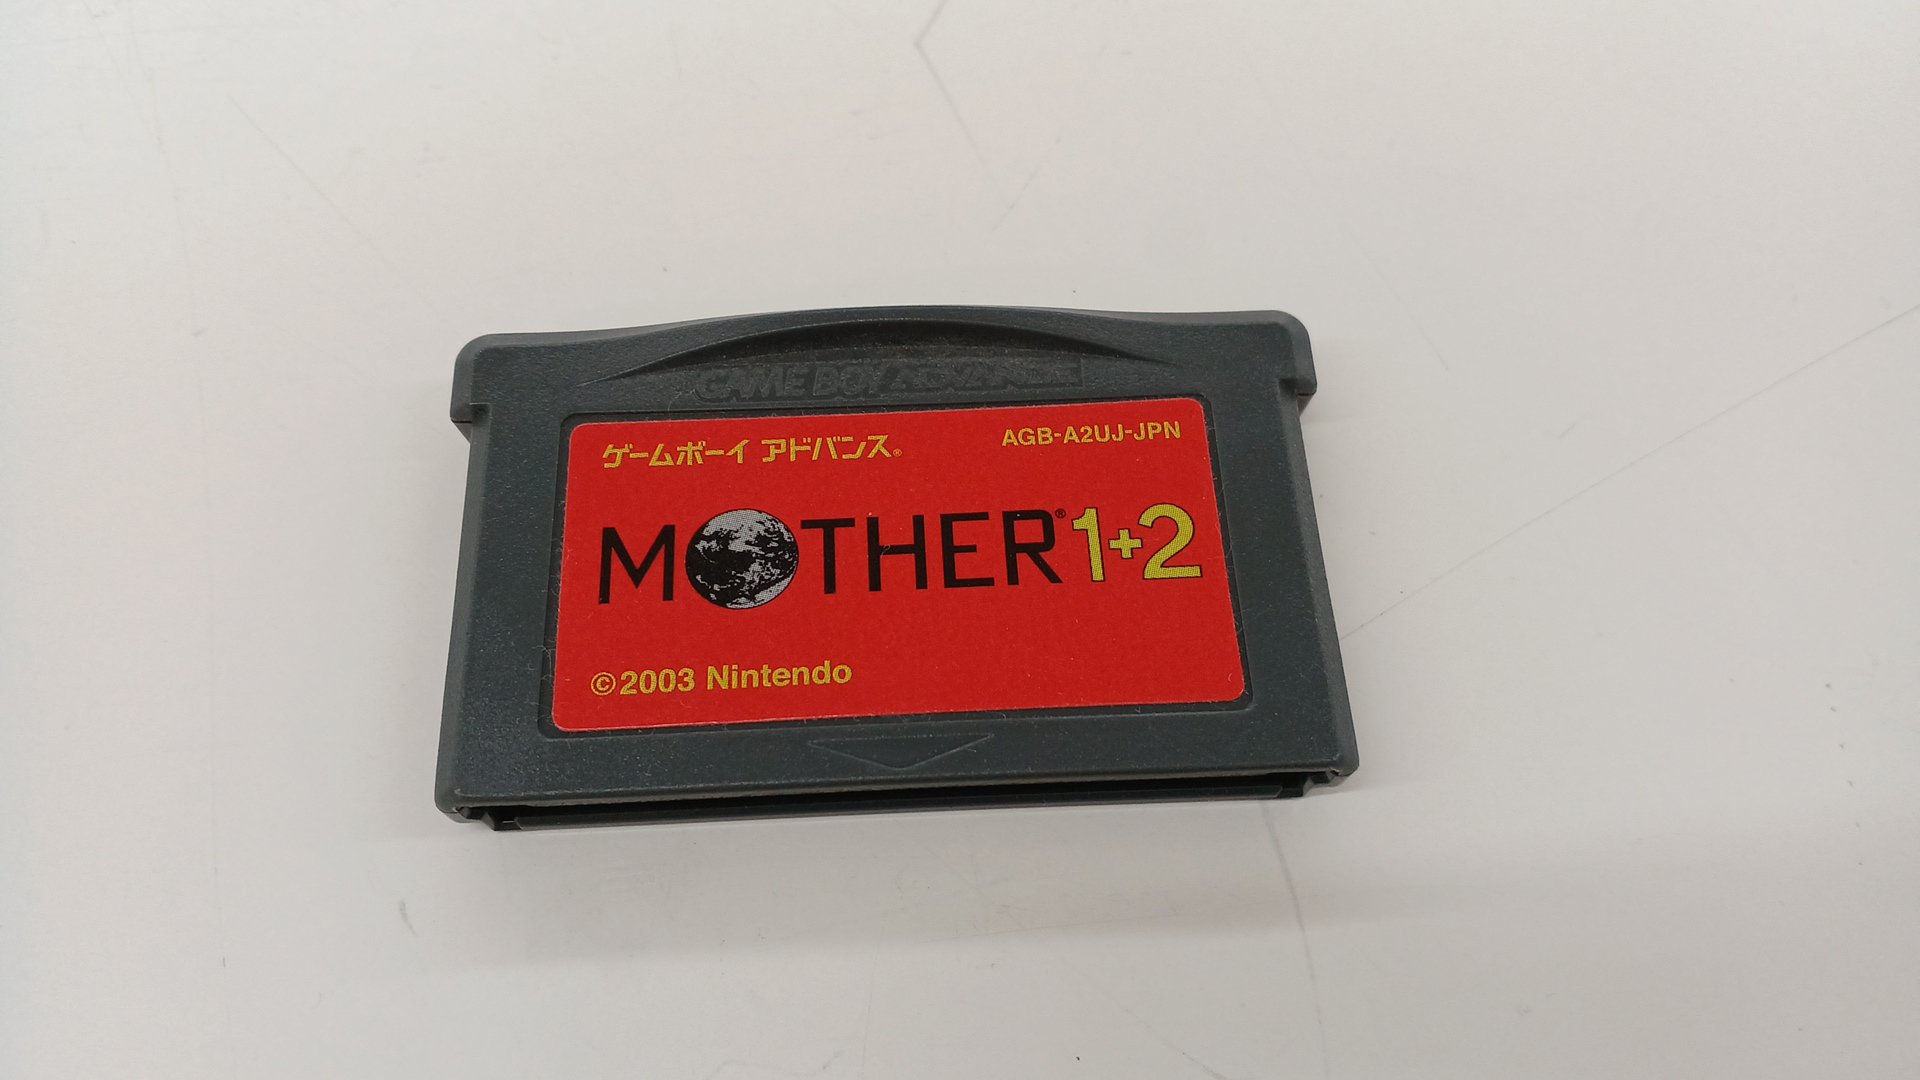 GAME BOY ADVANCE
ゲームボーイ アドバンス®
AGB-A2UJ-JPN
MOTHER®1+2
©2003 Nintendo